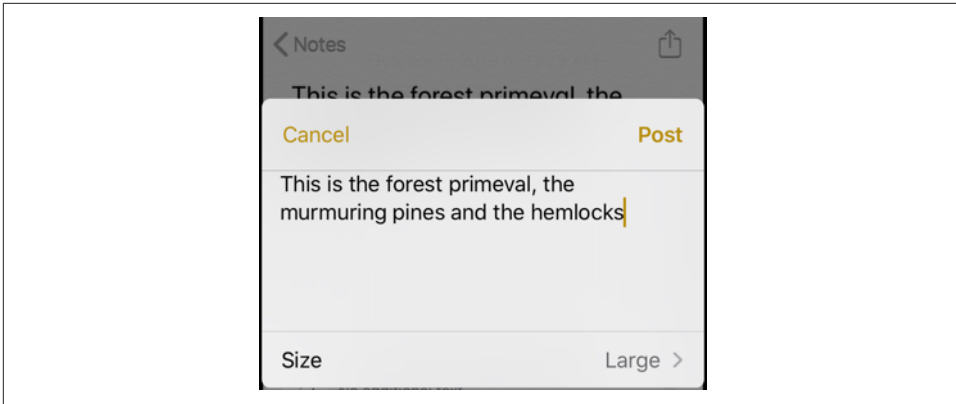 Notes
This is the forest primeval, the
Cancel
Post
This is the forest primeval, the
murmuring pines and the hemlocks
Size
Large